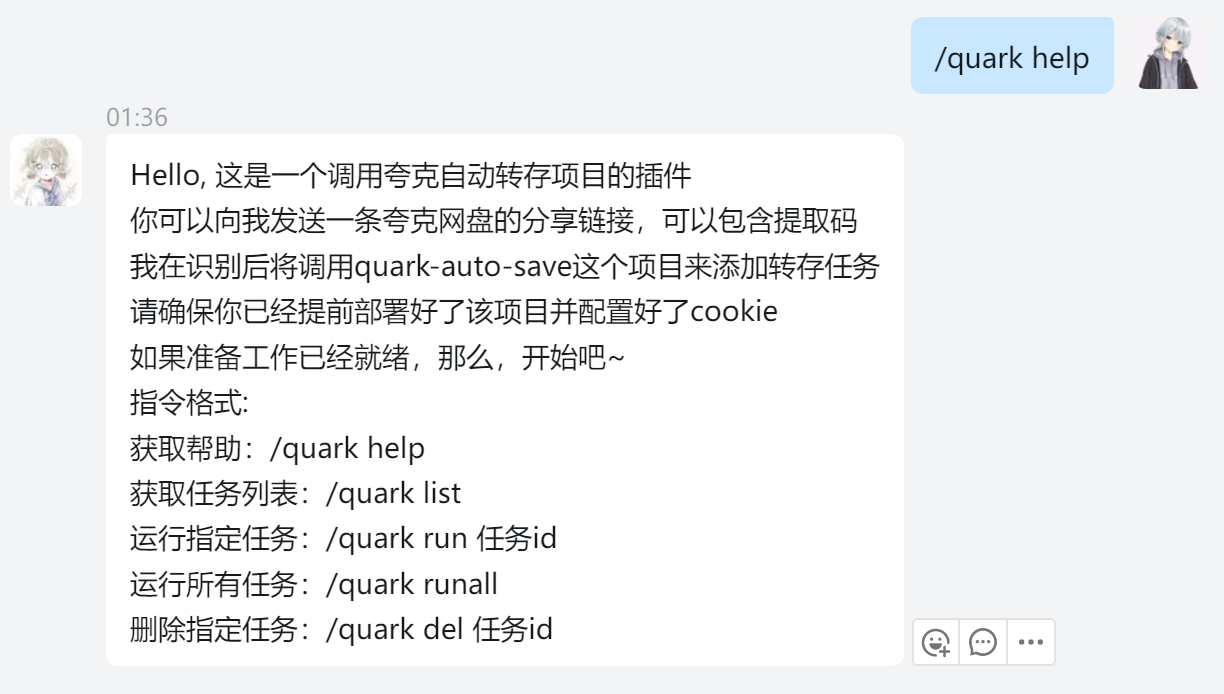 /quark help
01:36
Hello, 这是一个调用夸克自动转存项目的插件
你可以向我发送一条夸克网盘的分享链接，可以包含提取码
我在识别后将调用quark-auto-save这个项目来添加转存任务
请确保你已经提前部署好了该项目并配置好了cookie
如果准备工作已经就绪，那么，开始吧~
指令格式:
获取帮助：/quark help
获取任务列表：/quark list
运行指定任务：/quark run 任务id
运行所有任务：/quark runall
删除指定任务：/quark del 任务id